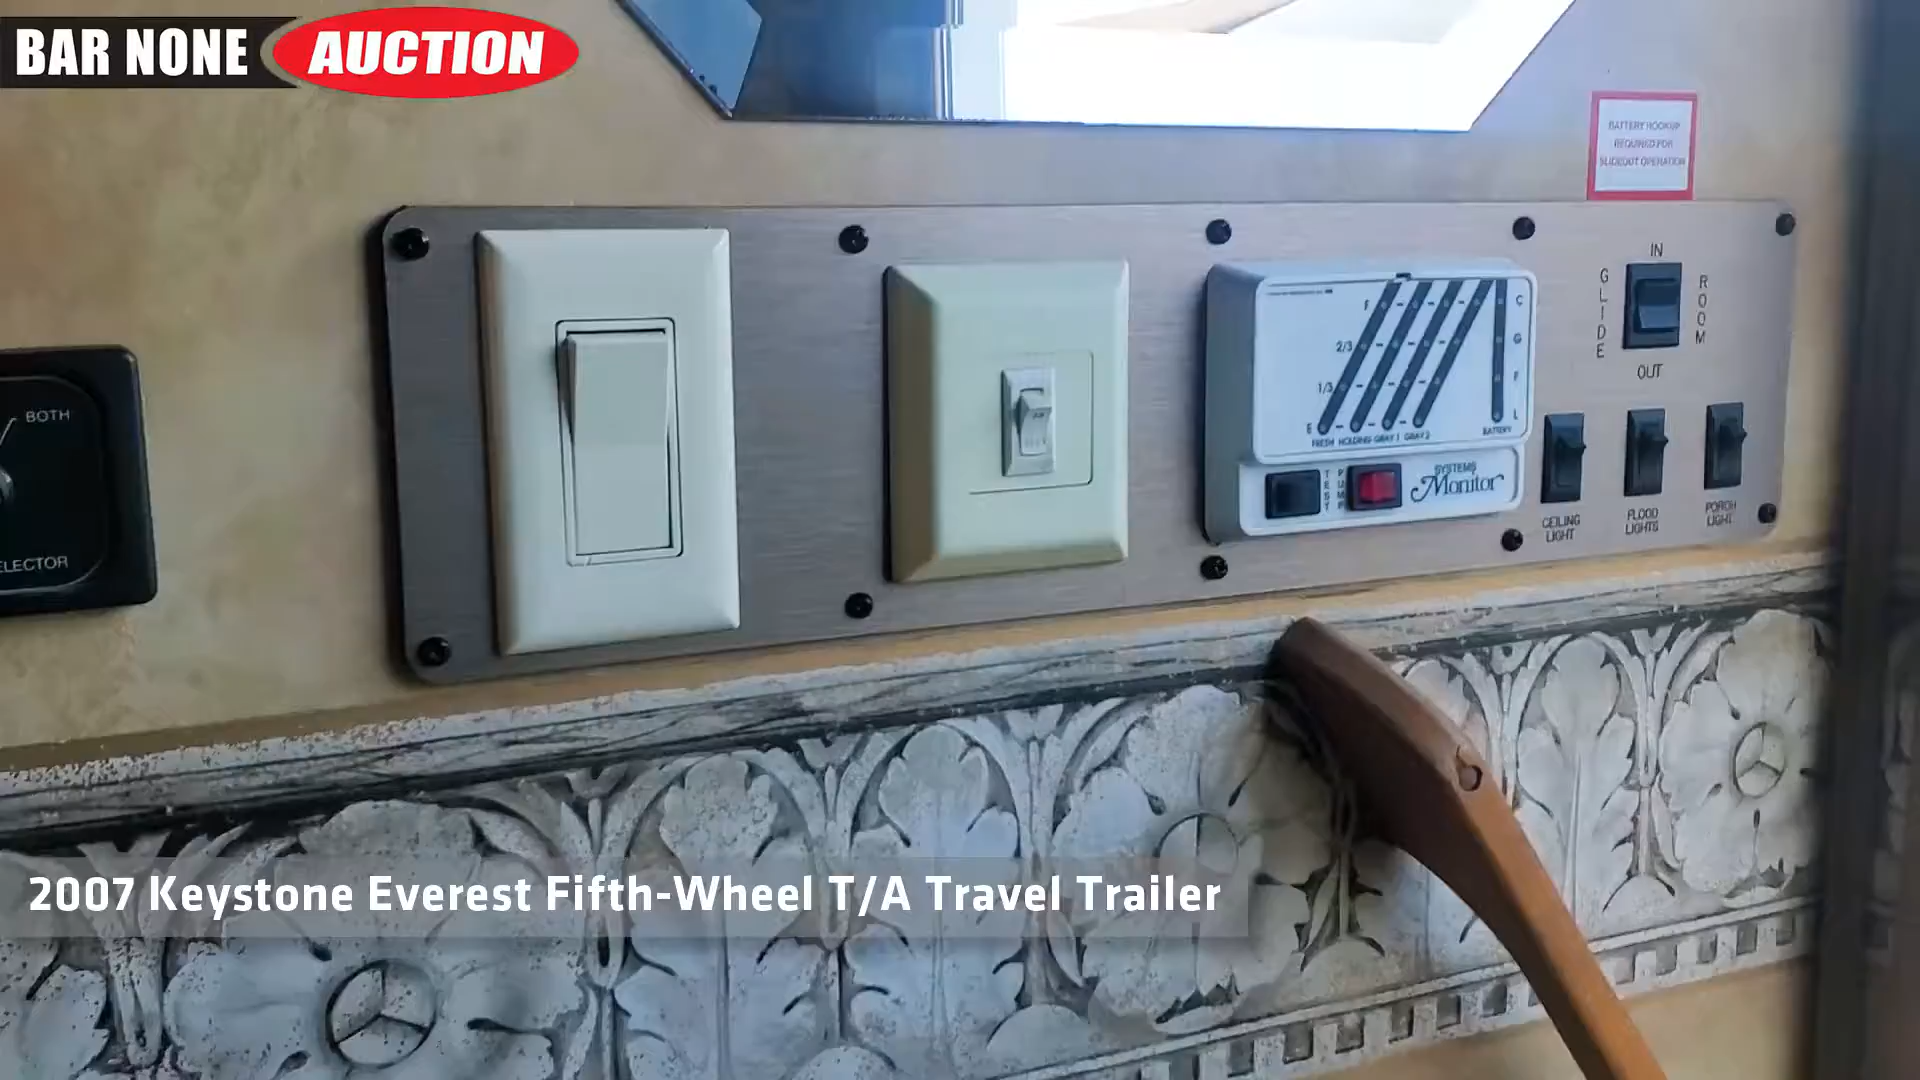 BAR NONE AUCTION
BATTERY HOOKUP
REQUIRED FOR
SLIDEOUT OPERATION
IN
GLIDE
ROOM
OUT
BOTH
ELECTOR
F
2/3
1/3
E
C
G
F
L
FRESH HOLDING GRAY 1 GRAY 2
BATTERY
TEST
PUMP
SYSTEMS
Monitor
CEILING
LIGHT
FLOOD
LIGHTS
PORCH
LIGHT
2007 Keystone Everest Fifth-Wheel T/A Travel Trailer